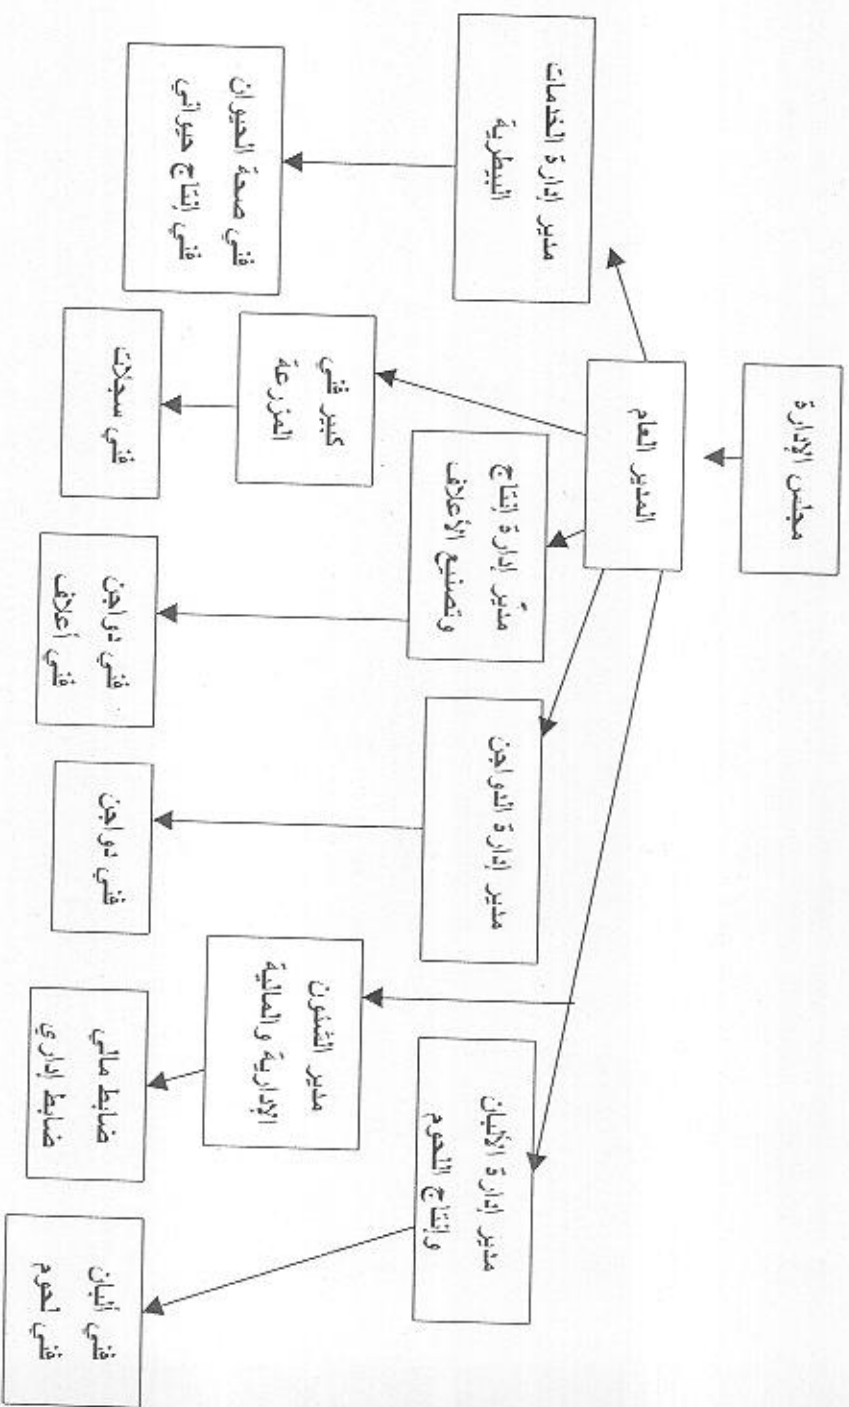 مجلس الإدارة
المدير العام
مدير إدارة الألبان
وإنتاج اللحوم
مدير إدارة الدواجن
مدير إدارة إنتاج
وتصنيع الأعلاف
مدير إدارة الخدمات
البيطرية
مدير الشئون
الإدارية والمالية
كبير فني
المزرعة
فني ألبان
فني لحوم
ضابط مالي
ضابط إداري
فني دواجن
فني دواجن
فني أعلاف
فني سجلات
فني صحة الحيوان
فني إنتاج حيواني